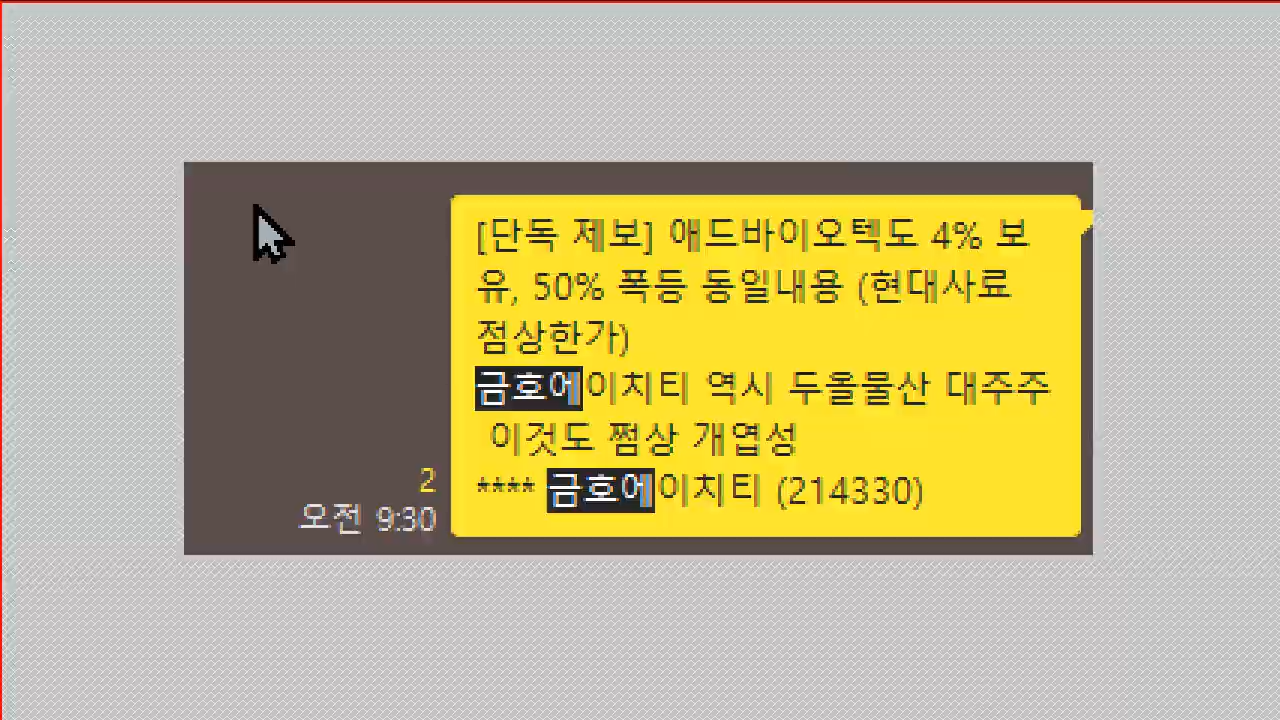 [단독 제보] 애드바이오텍도 4% 보
유, 50% 폭등 동일내용 (현대사료
점상한가)
금호에이치티 역시 두올물산 대주주
이것도 쩜상 개엽성
**** 금호에이치티 (214330)
2
오전 9:30